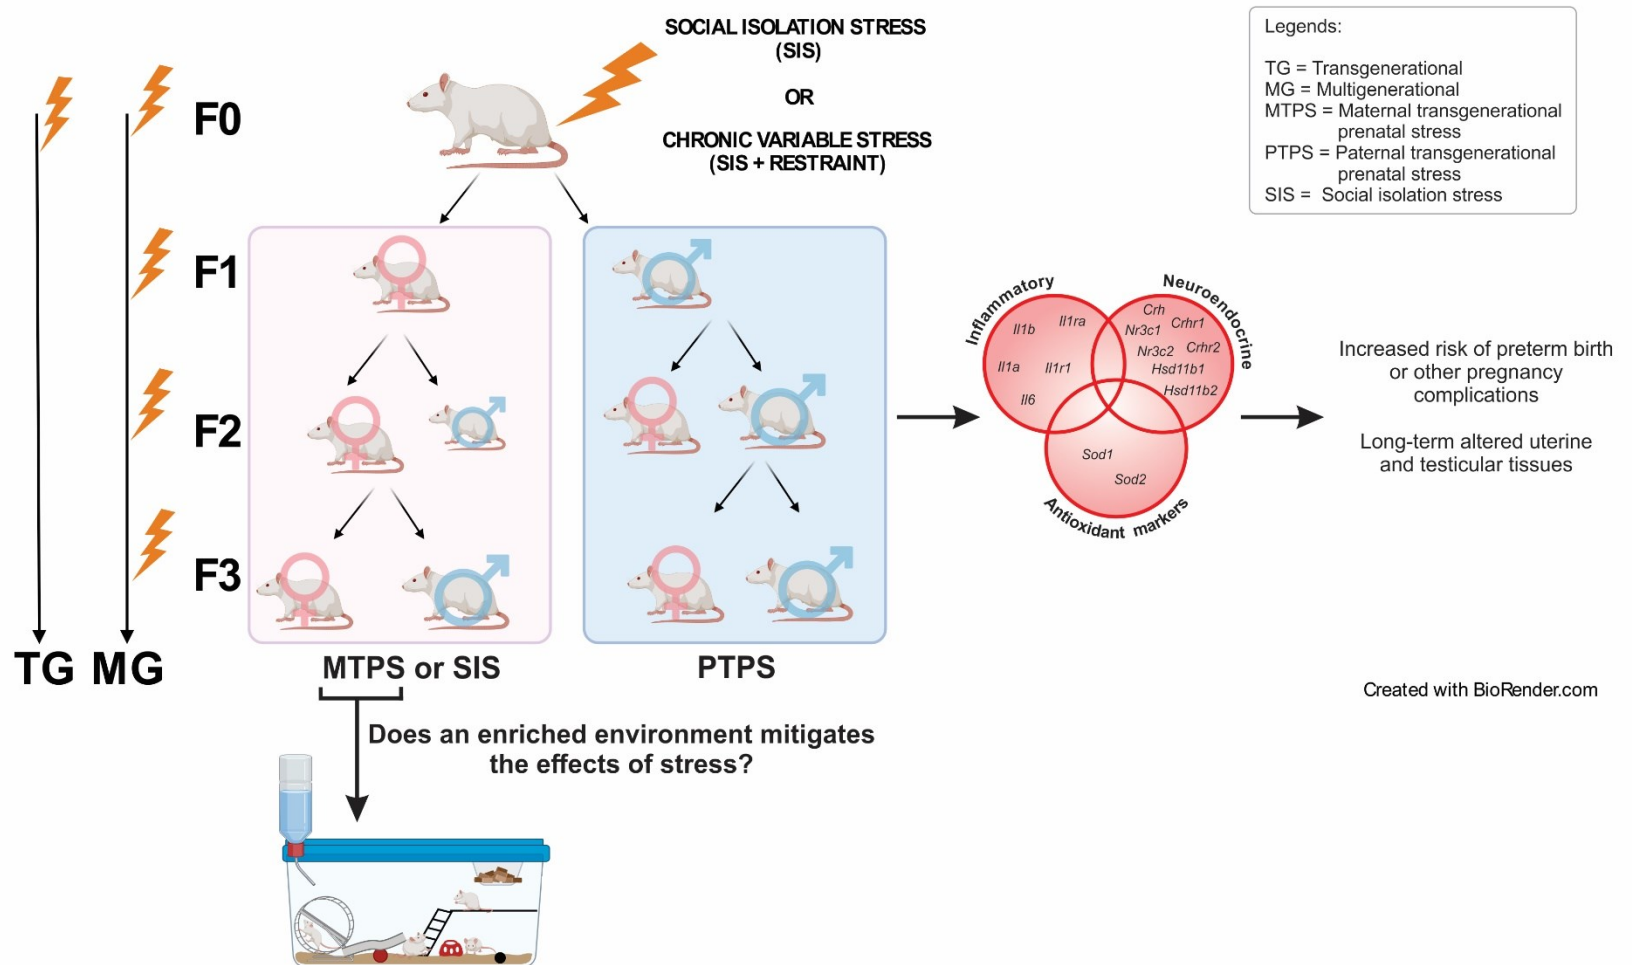 SOCIAL ISOLATION STRESS
(SIS)
OR
CHRONIC VARIABLE STRESS
(SIS + RESTRAINT)
Legends:
TG = Transgenerational
MG = Multigenerational
MTPS = Maternal transgenerational
prenatal stress
PTPS = Paternal transgenerational
prenatal stress
SIS = Social isolation stress
F0
F1
F2
F3
TG
MG
MTPS or SIS
PTPS
Inflammatory
Il1b
Il1ra
Il1a
Il1r1
Il6
Neuroendocrine
Crh
Nr3c1
Crhr1
Nr3c2
Crhr2
Hsd11b1
Hsd11b2
Sod1
Sod2
Antioxidant markers
Increased risk of preterm birth
or other pregnancy
complications
Long-term altered uterine
and testicular tissues
Does an enriched environment mitigates
the effects of stress?
Created with BioRender.com